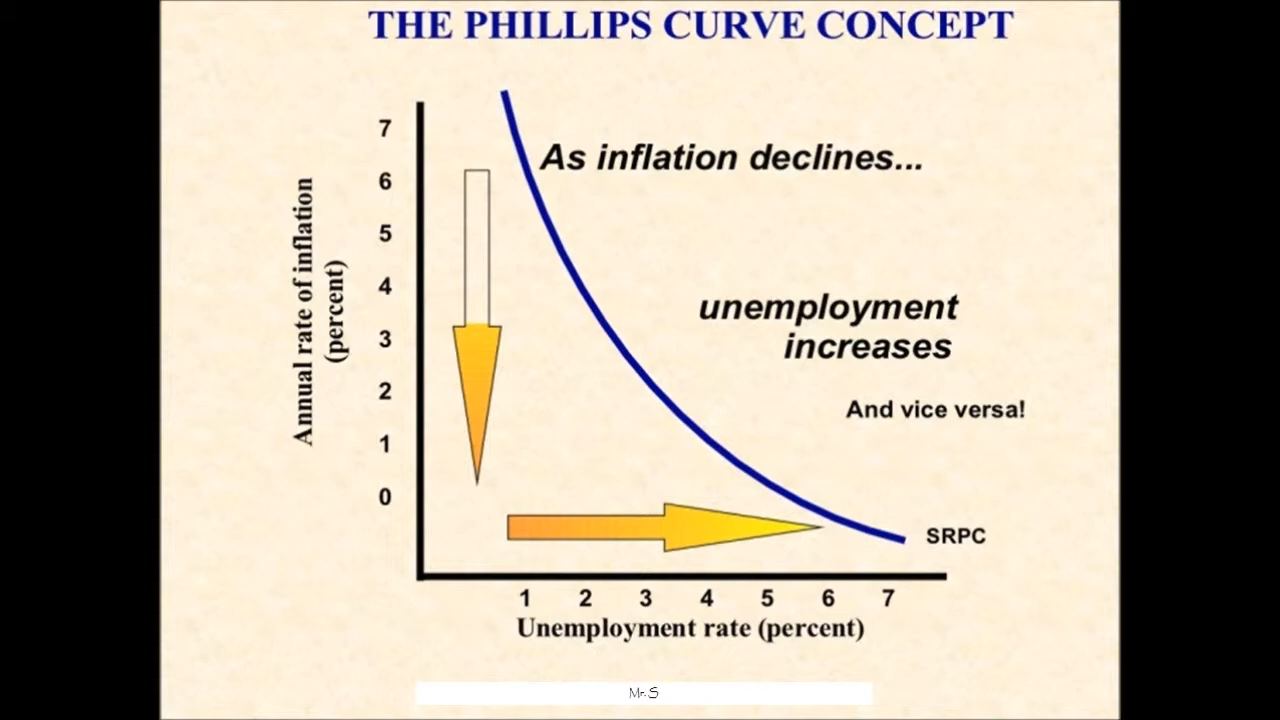 THE PHILLIPS CURVE CONCEPT
As inflation declines...
unemployment
increases
And vice versa!
SRPC
Annual rate of inflation
(percent)
7
6
5
4
3
2
1
0
1 2 3 4 5 6 7
Unemployment rate (percent)
Mr. S